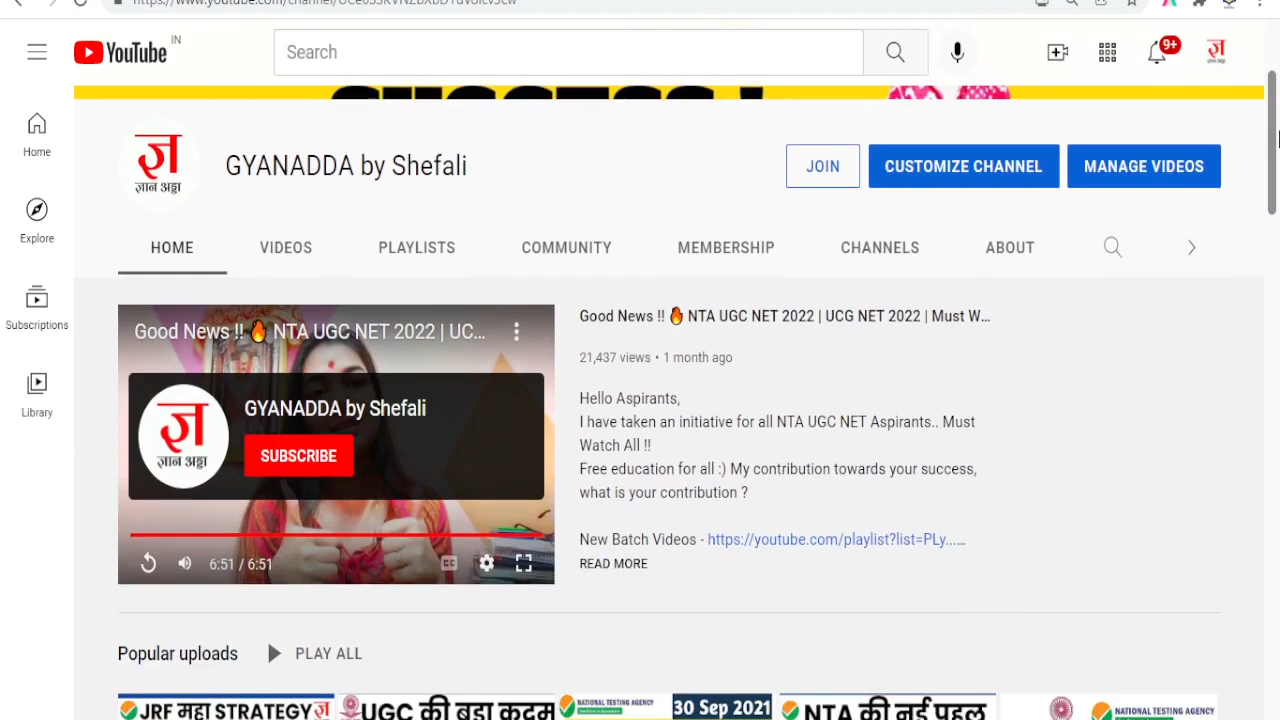 YouTube IN
Search
9+
ज्ञ
ज्ञान अड्डा
GYANADDA by Shefali
JOIN
CUSTOMIZE CHANNEL
MANAGE VIDEOS
Home
Explore
Subscriptions
Library
HOME
VIDEOS
PLAYLISTS
COMMUNITY
MEMBERSHIP
CHANNELS
ABOUT
Good News !! 🔥 NTA UGC NET 2022 | UC...
ज्ञ
ज्ञान अड्डा
GYANADDA by Shefali
SUBSCRIBE
6:51 / 6:51
CC
Good News !! 🔥 NTA UGC NET 2022 | UCG NET 2022 | Must W...
21,437 views • 1 month ago
Hello Aspirants,
I have taken an initiative for all NTA UGC NET Aspirants.. Must
Watch All !!
Free education for all :) My contribution towards your success,
what is your contribution ?
New Batch Videos - https://youtube.com/playlist?list=PLy......
READ MORE
Popular uploads
PLAY ALL
JRF महा STRATEGY ज्ञ
UGC की बड़ा कदम
NATIONAL TESTING AGENCY
30 Sep 2021
NTA की नई पहल
NATIONAL TESTING AGENCY